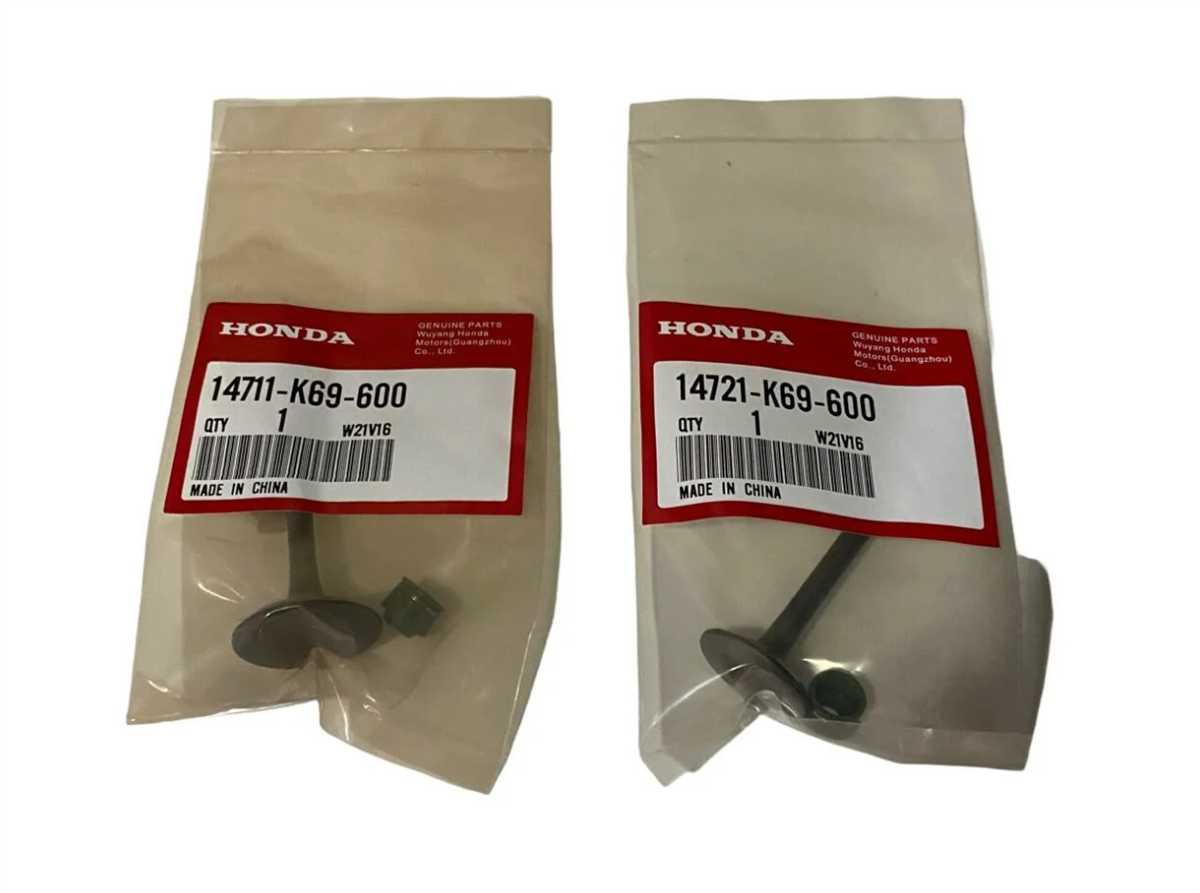 HONDA
GENUINE PARTS
Wuyang Honda
Motors(Guangzhou)
Co., Ltd.
14711-K69-600
QTY 1 W21V16
MADE IN CHINA
HONDA
GENUINE PARTS
Wuyang Honda
Motors(Guangzhou)
Co., Ltd.
14721-K69-600
QTY 1 W21V16
MADE IN CHINA